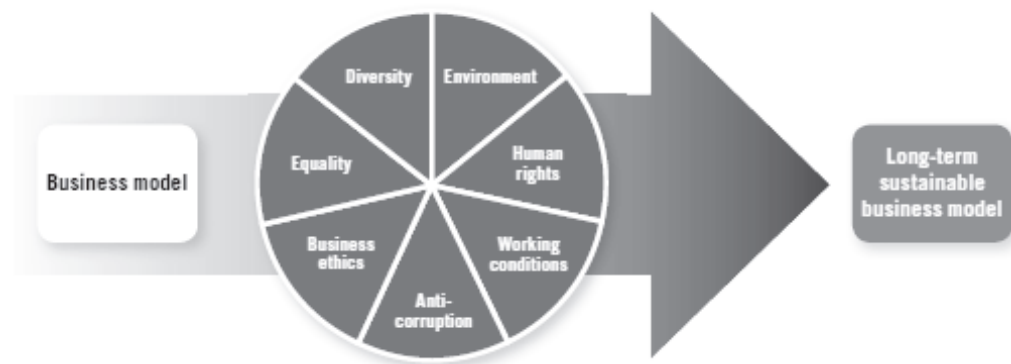 Business model
Diversity
Environment
Equality
Human
rights
Business
ethics
Working
conditions
Anti-
corruption
Long-term
sustainable
business model